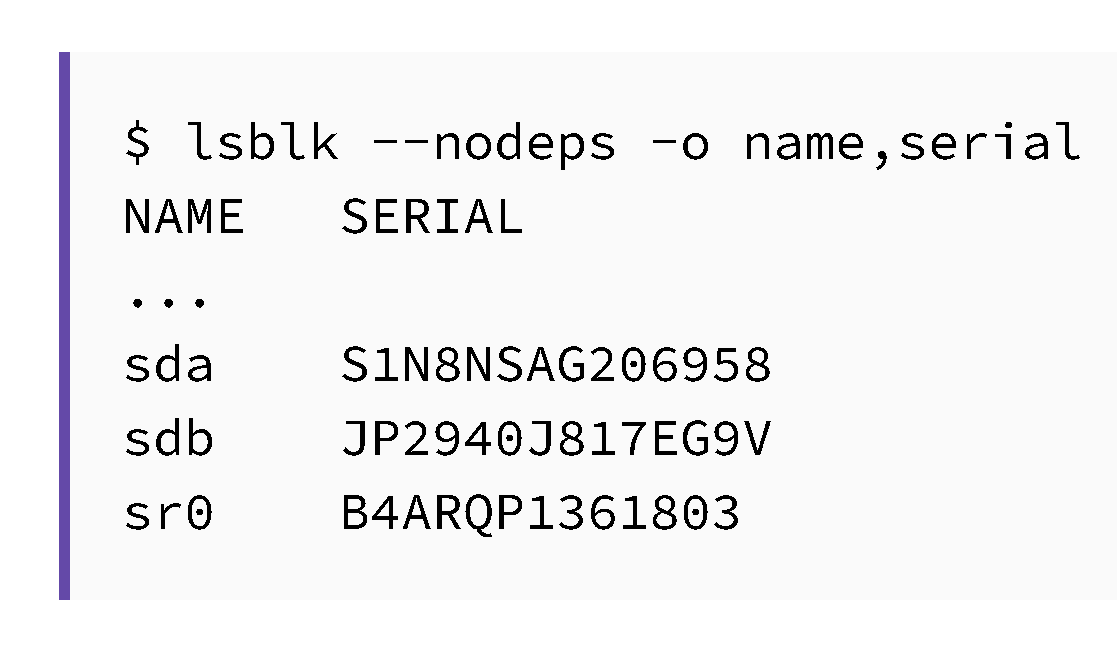 $ lsblk --nodeps -o name,serial
NAME   SERIAL
...
sda    S1N8NSAG206958
sdb    JP2940J817EG9V
sr0    B4ARQP1361803